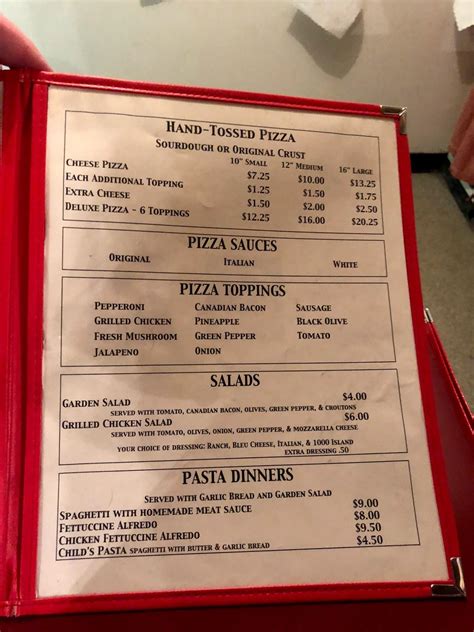 Hand-Tossed Pizza
Sourdough or Original Crust
10" Small 12" Medium 16" Large
Cheese Pizza $7.25 $10.00 $13.25
Each Additional Topping $1.25 $1.50 $1.75
Extra Cheese $1.50 $2.00 $2.50
Deluxe Pizza - 6 Toppings $12.25 $16.00 $20.25
Pizza Sauces
Original Italian White
Pizza Toppings
Pepperoni Canadian Bacon Sausage
Grilled Chicken Pineapple Black Olive
Fresh Mushroom Green Pepper Tomato
Jalapeno Onion
Salads
Garden Salad $4.00
served with tomato, canadian bacon, olives, green pepper, & croutons
Grilled Chicken Salad $6.00
served with tomato, olives, onion, green pepper, & mozzarella cheese
your choice of dressing: Ranch, Bleu Cheese, Italian, & 1000 Island
extra dressing .50
Pasta Dinners
Served with Garlic Bread and Garden Salad
Spaghetti with homemade meat sauce $9.00
Fettuccine Alfredo $8.00
Chicken Fettuccine Alfredo $9.50
Child's Pasta spaghetti with butter & garlic bread $4.50